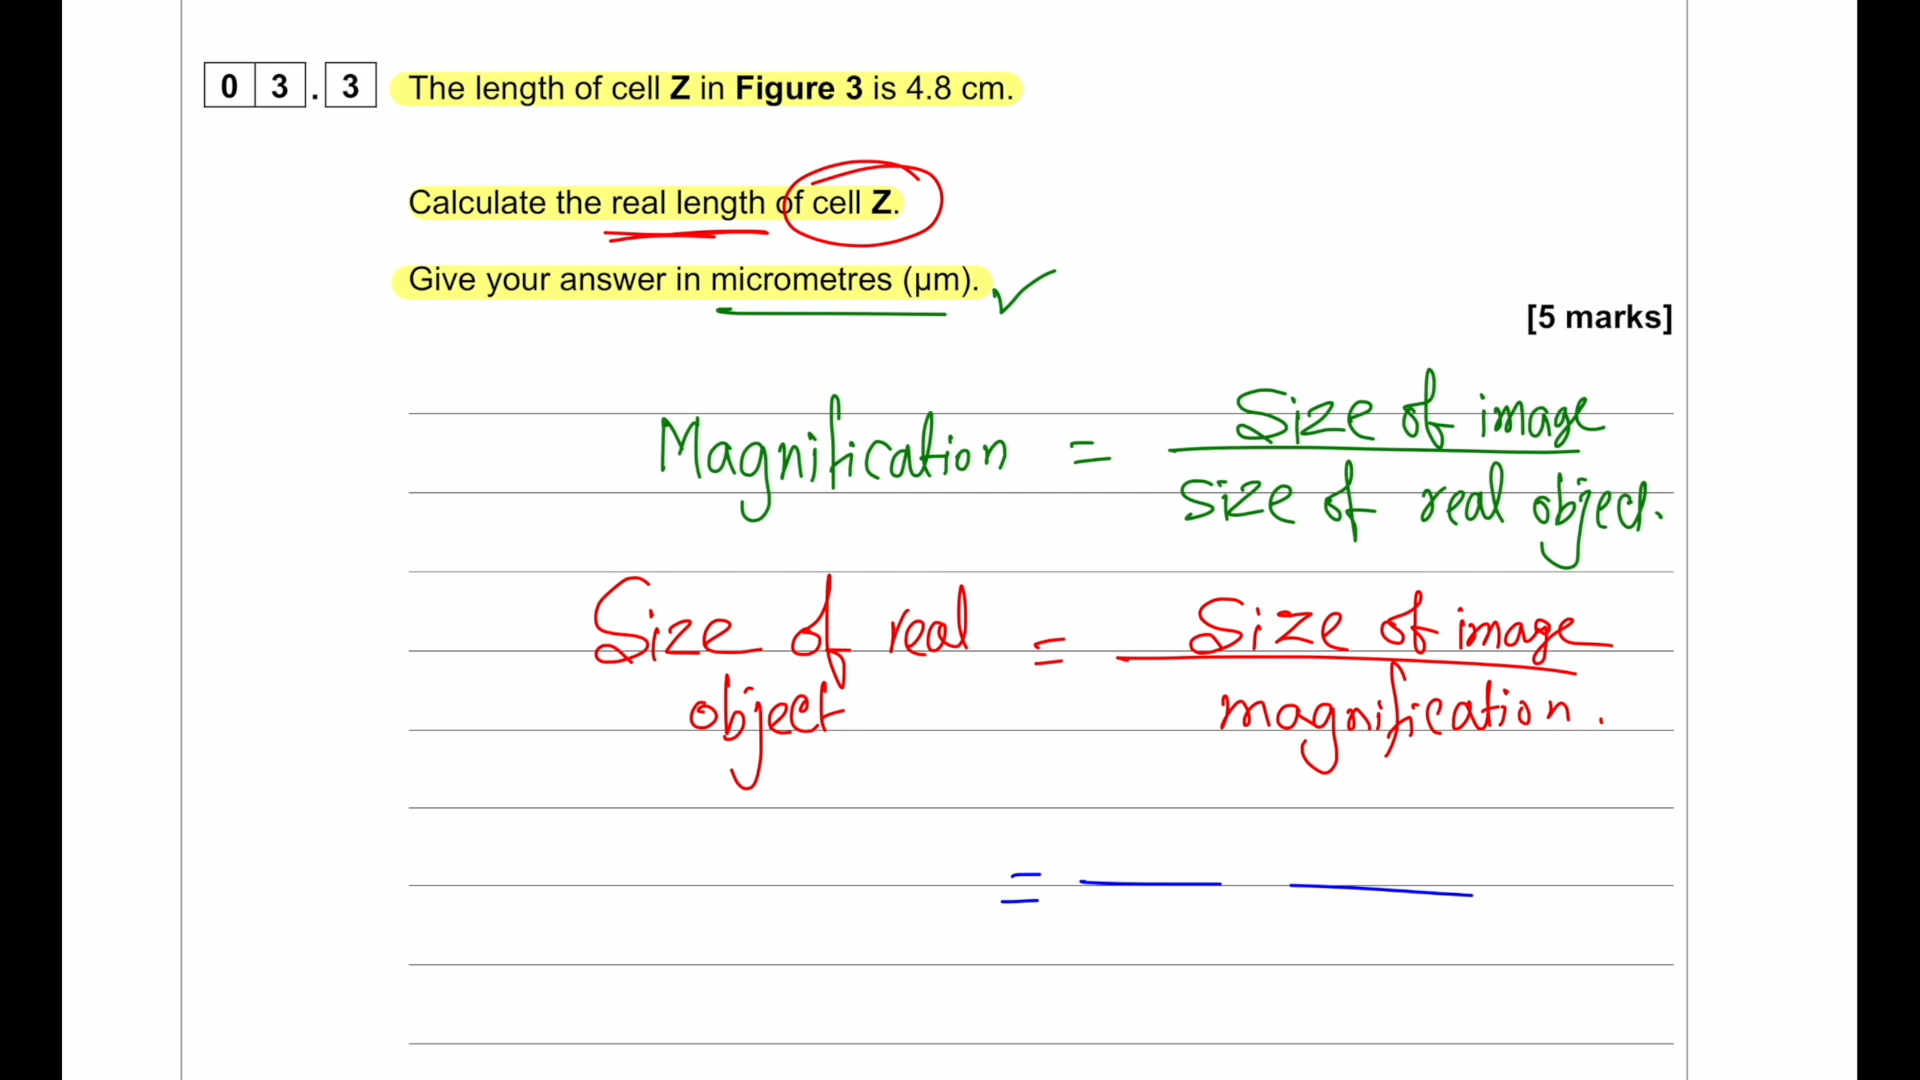 03.3 The length of cell Z in Figure 3 is 4.8 cm.
Calculate the real length of cell Z.
Give your answer in micrometres (µm).
[5 marks]
Magnification = Size of image
Size of real object.
Size of real = Size of image
object magnification.
=